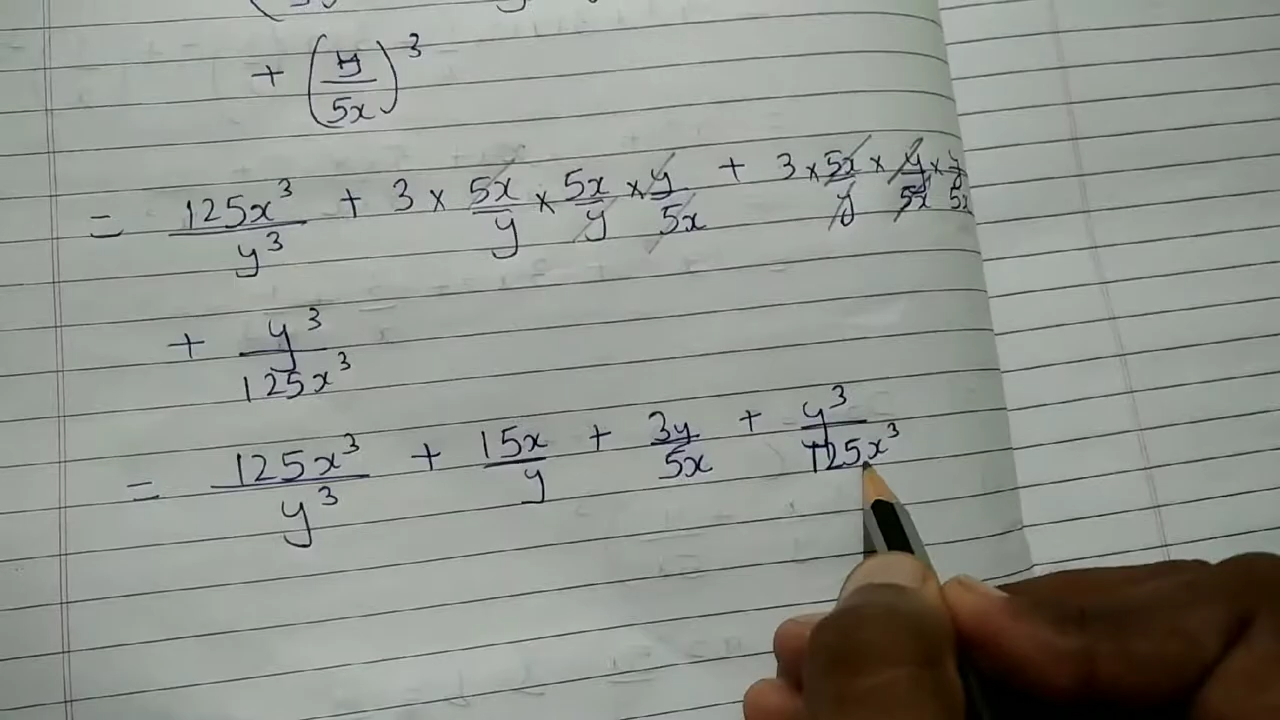 + (y/5x)³
= 125x³/y³ + 3 × 5x/y × 5x/y × y/5x + 3 × 5x/y × y/5x × y/5x
+ y³/125x³
= 125x³/y³ + 15x/y + 3y/5x + y³/125x³